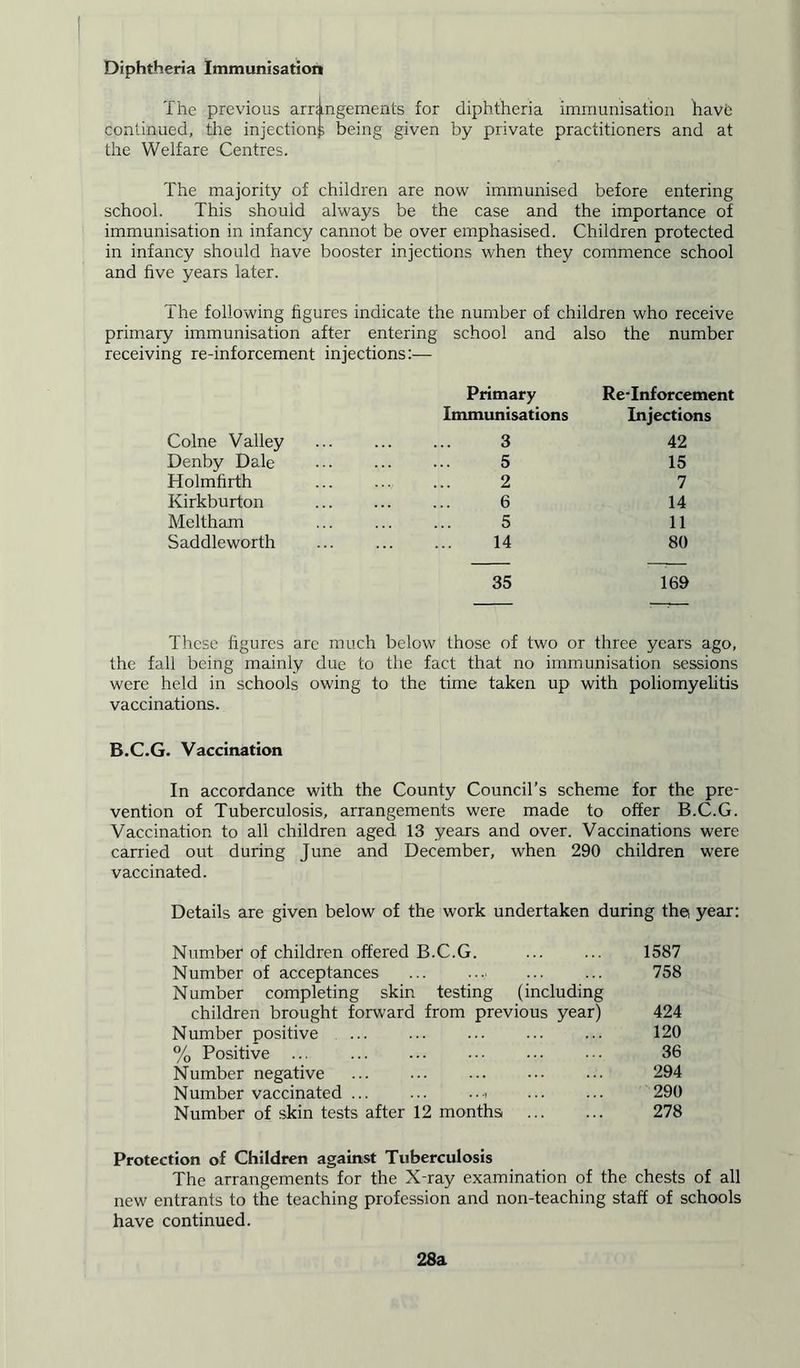 Diphtheria Immunisation
The previous arrangements for diphtheria immunisation have
continued, the injections being given by private practitioners and at
the Welfare Centres.
The majority of children are now immunised before entering
school. This should always be the case and the importance of
immunisation in infancy cannot be over emphasised. Children protected
in infancy should have booster injections when they commence school
and five years later.
The following figures indicate the number of children who receive
primary immunisation after entering school and also the number
receiving re-inforcement injections:—
Primary Re-Inforcement
Immunisations Injections
Colne Valley ... ... ... 3 42
Denby Dale ... ... ... 5 15
Holmfirth ... ... ... 2 7
Kirkburton ... ... ... 6 14
Meltham ... ... ... 5 11
Saddleworth ... ... ... 14 80
35 169
These figures are much below those of two or three years ago,
the fall being mainly due to the fact that no immunisation sessions
were held in schools owing to the time taken up with poliomyelitis
vaccinations.
B.C.G. Vaccination
In accordance with the County Council's scheme for the pre-
vention of Tuberculosis, arrangements were made to offer B.C.G.
Vaccination to all children aged 13 years and over. Vaccinations were
carried out during June and December, when 290 children were
vaccinated.
Details are given below of the work undertaken during the year:
Number of children offered B.C.G. ... ... 1587
Number of acceptances ... ... ... ... 758
Number completing skin testing (including
children brought forward from previous year) 424
Number positive ... ... ... ... ... 120
% Positive ... ... ... ... ... ... 36
Number negative ... ... ... ... ... 294
Number vaccinated ... ... ... ... ... 290
Number of skin tests after 12 months ... ... 278
Protection of Children against Tuberculosis
The arrangements for the X-ray examination of the chests of all
new entrants to the teaching profession and non-teaching staff of schools
have continued.
28a